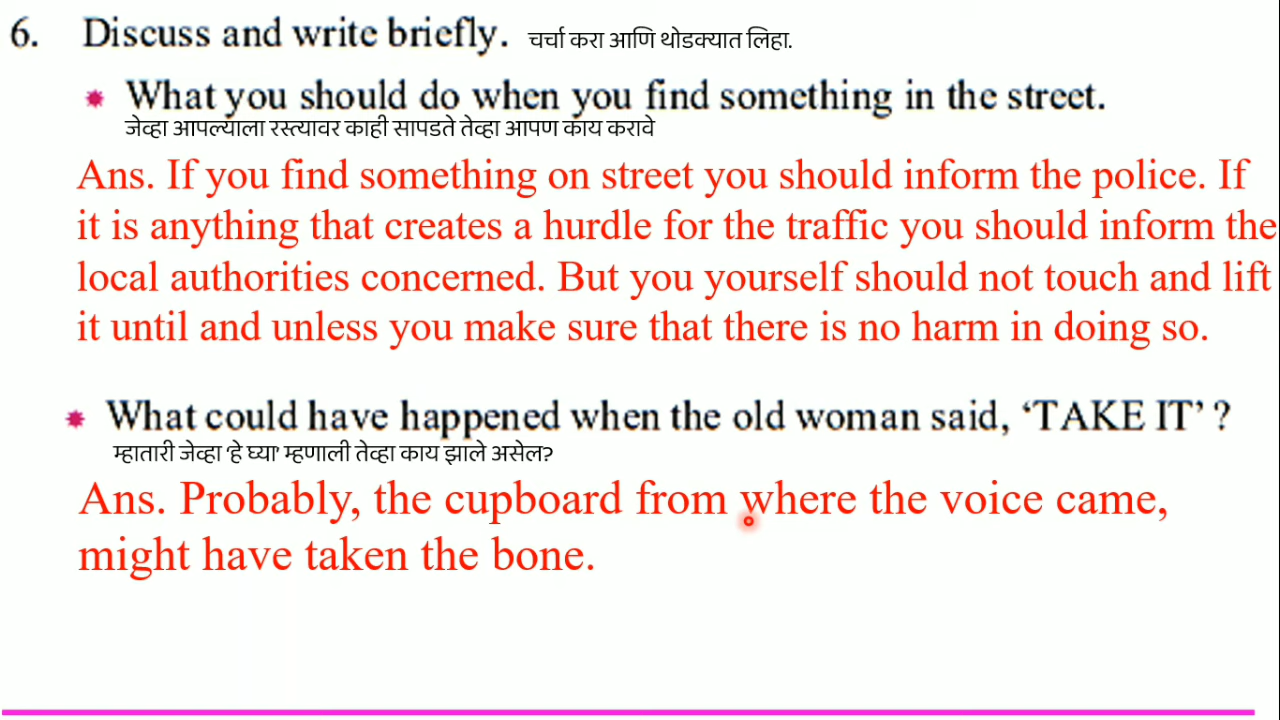 6. Discuss and write briefly. चर्चा करा आणि थोडक्यात लिहा.
What you should do when you find something in the street.
जेव्हा आपल्याला रस्त्यावर काही सापडते तेव्हा आपण काय करावे
Ans. If you find something on street you should inform the police. If
it is anything that creates a hurdle for the traffic you should inform the
local authorities concerned. But you yourself should not touch and lift
it until and unless you make sure that there is no harm in doing so.
What could have happened when the old woman said, ‘TAKE IT’ ?
म्हातारी जेव्हा 'हे घ्या' म्हणाली तेव्हा काय झाले असेल?
Ans. Probably, the cupboard from where the voice came,
might have taken the bone.